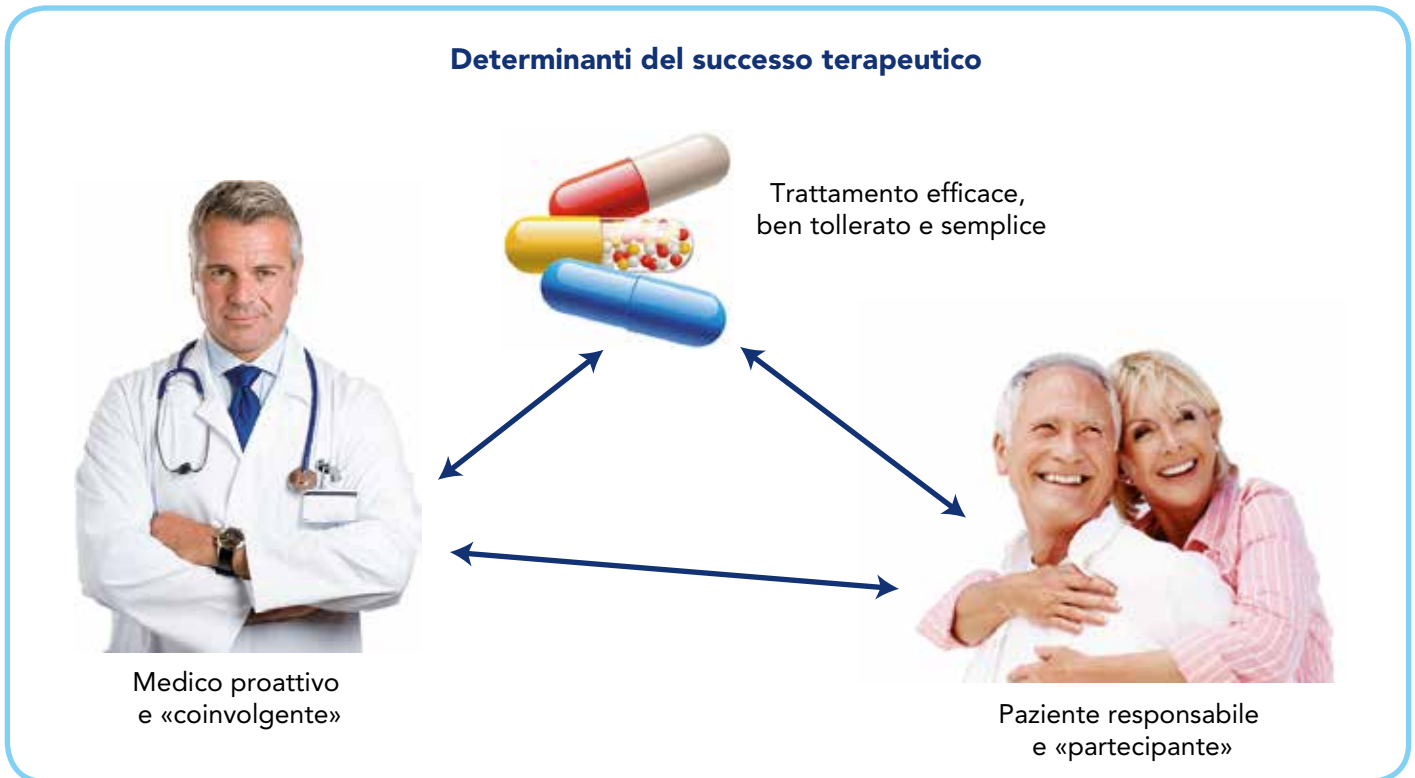 Determinanti del successo terapeutico
Trattamento efficace,
ben tollerato e semplice
Medico proattivo
e «coinvolgente»
Paziente responsabile
e «partecipante»